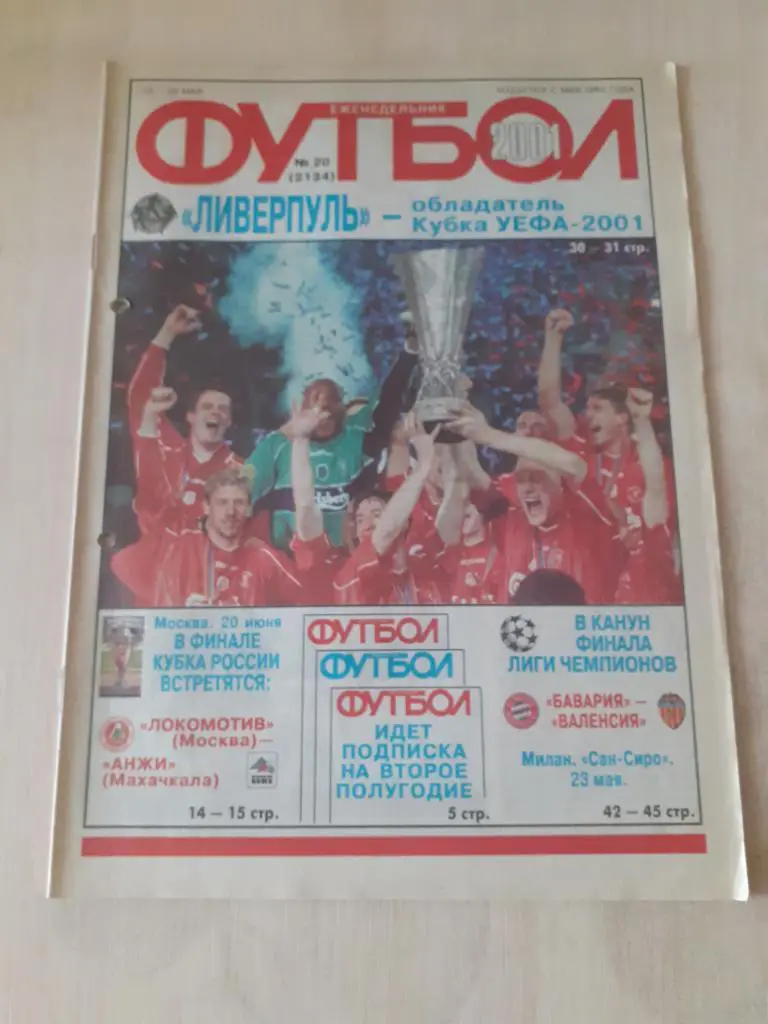 ЕЖЕНЕДЕЛЬНИК
ФУТБОЛ
2001
№ 20
(2134)
«ЛИВЕРПУЛЬ» –
обладатель
Кубка УЕФА-2001
30 – 31 стр.
Carlsberg
Москва. 20 июня
В ФИНАЛЕ
КУБКА РОССИИ
ВСТРЕТЯТСЯ:
«ЛОКОМОТИВ»
(Москва)–
«АНЖИ»
(Махачкала)
14 – 15 стр.
ФУТБОЛ
ФУТБОЛ
ФУТБОЛ
ИДЕТ
ПОДПИСКА
НА ВТОРОЕ
ПОЛУГОДИЕ
5 стр.
В КАНУН
ФИНАЛА
ЛИГИ ЧЕМПИОНОВ
«БАВАРИЯ» –
«ВАЛЕНСИЯ»
Милан. «Сан-Сиро».
23 мая.
42 – 45 стр.